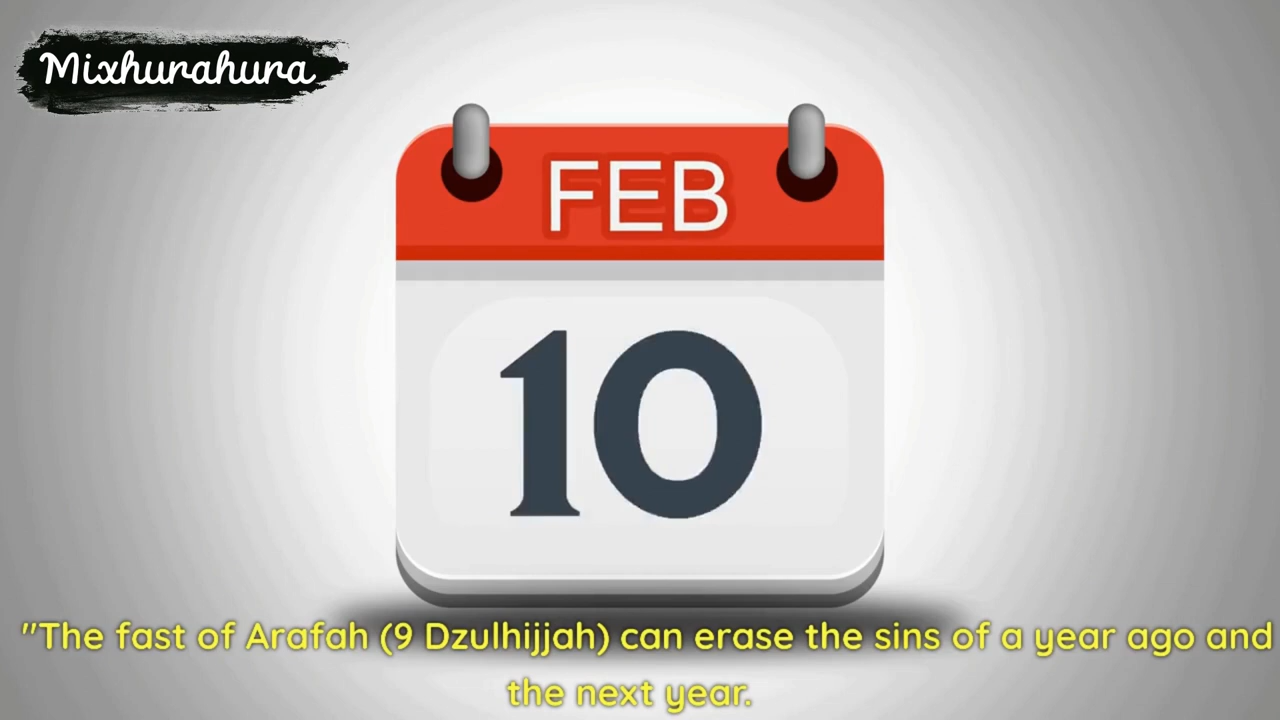 Mixhurahura
FEB
10
"The fast of Arafah (9 Dzulhijjah) can erase the sins of a year ago and
the next year.